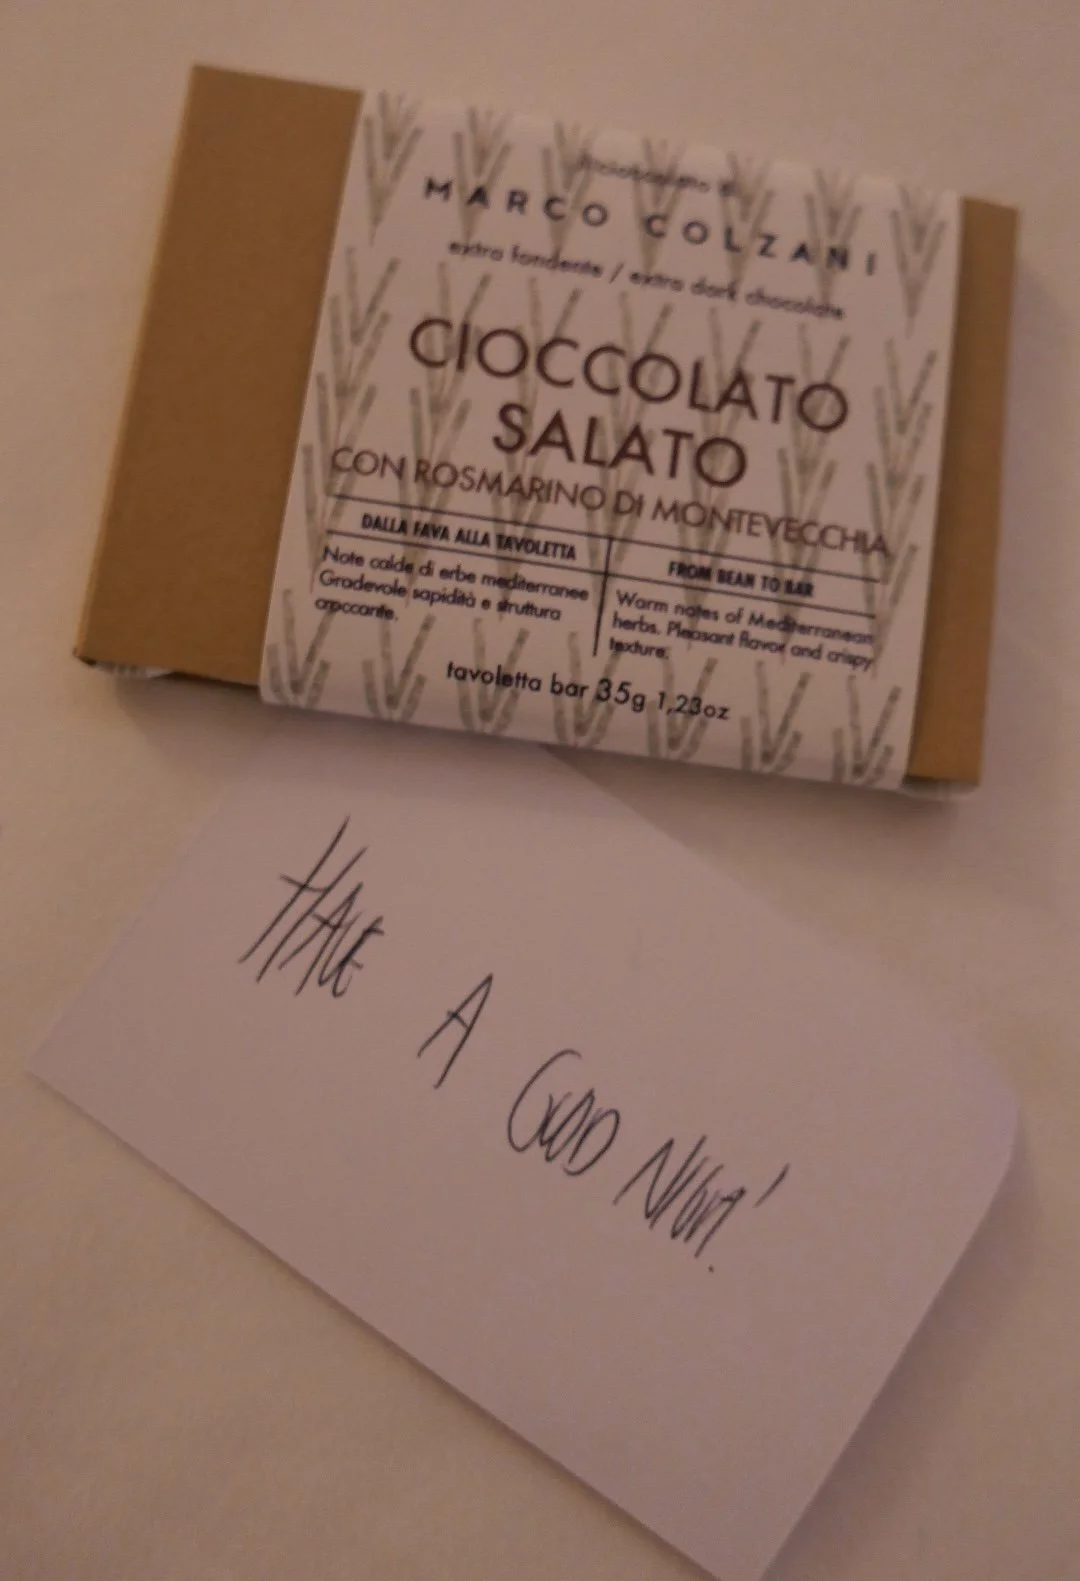 MARCO COLZANI
extra fondente / extra dark chocolate
CIOCCOLATO
SALATO
CON ROSMARINO DI MONTEVECCHIA
DALLA FAVA ALLA TAVOLETTA
Note calde di erbe mediterranee
Gradevole sapidità e struttura
croccante.
FROM BEAN TO BAR
Warm notes of Mediterranean
herbs. Pleasant flavor and crispy
texture.
tavoletta bar 35g 1,23oz
HAVE A GOOD NIGHT!